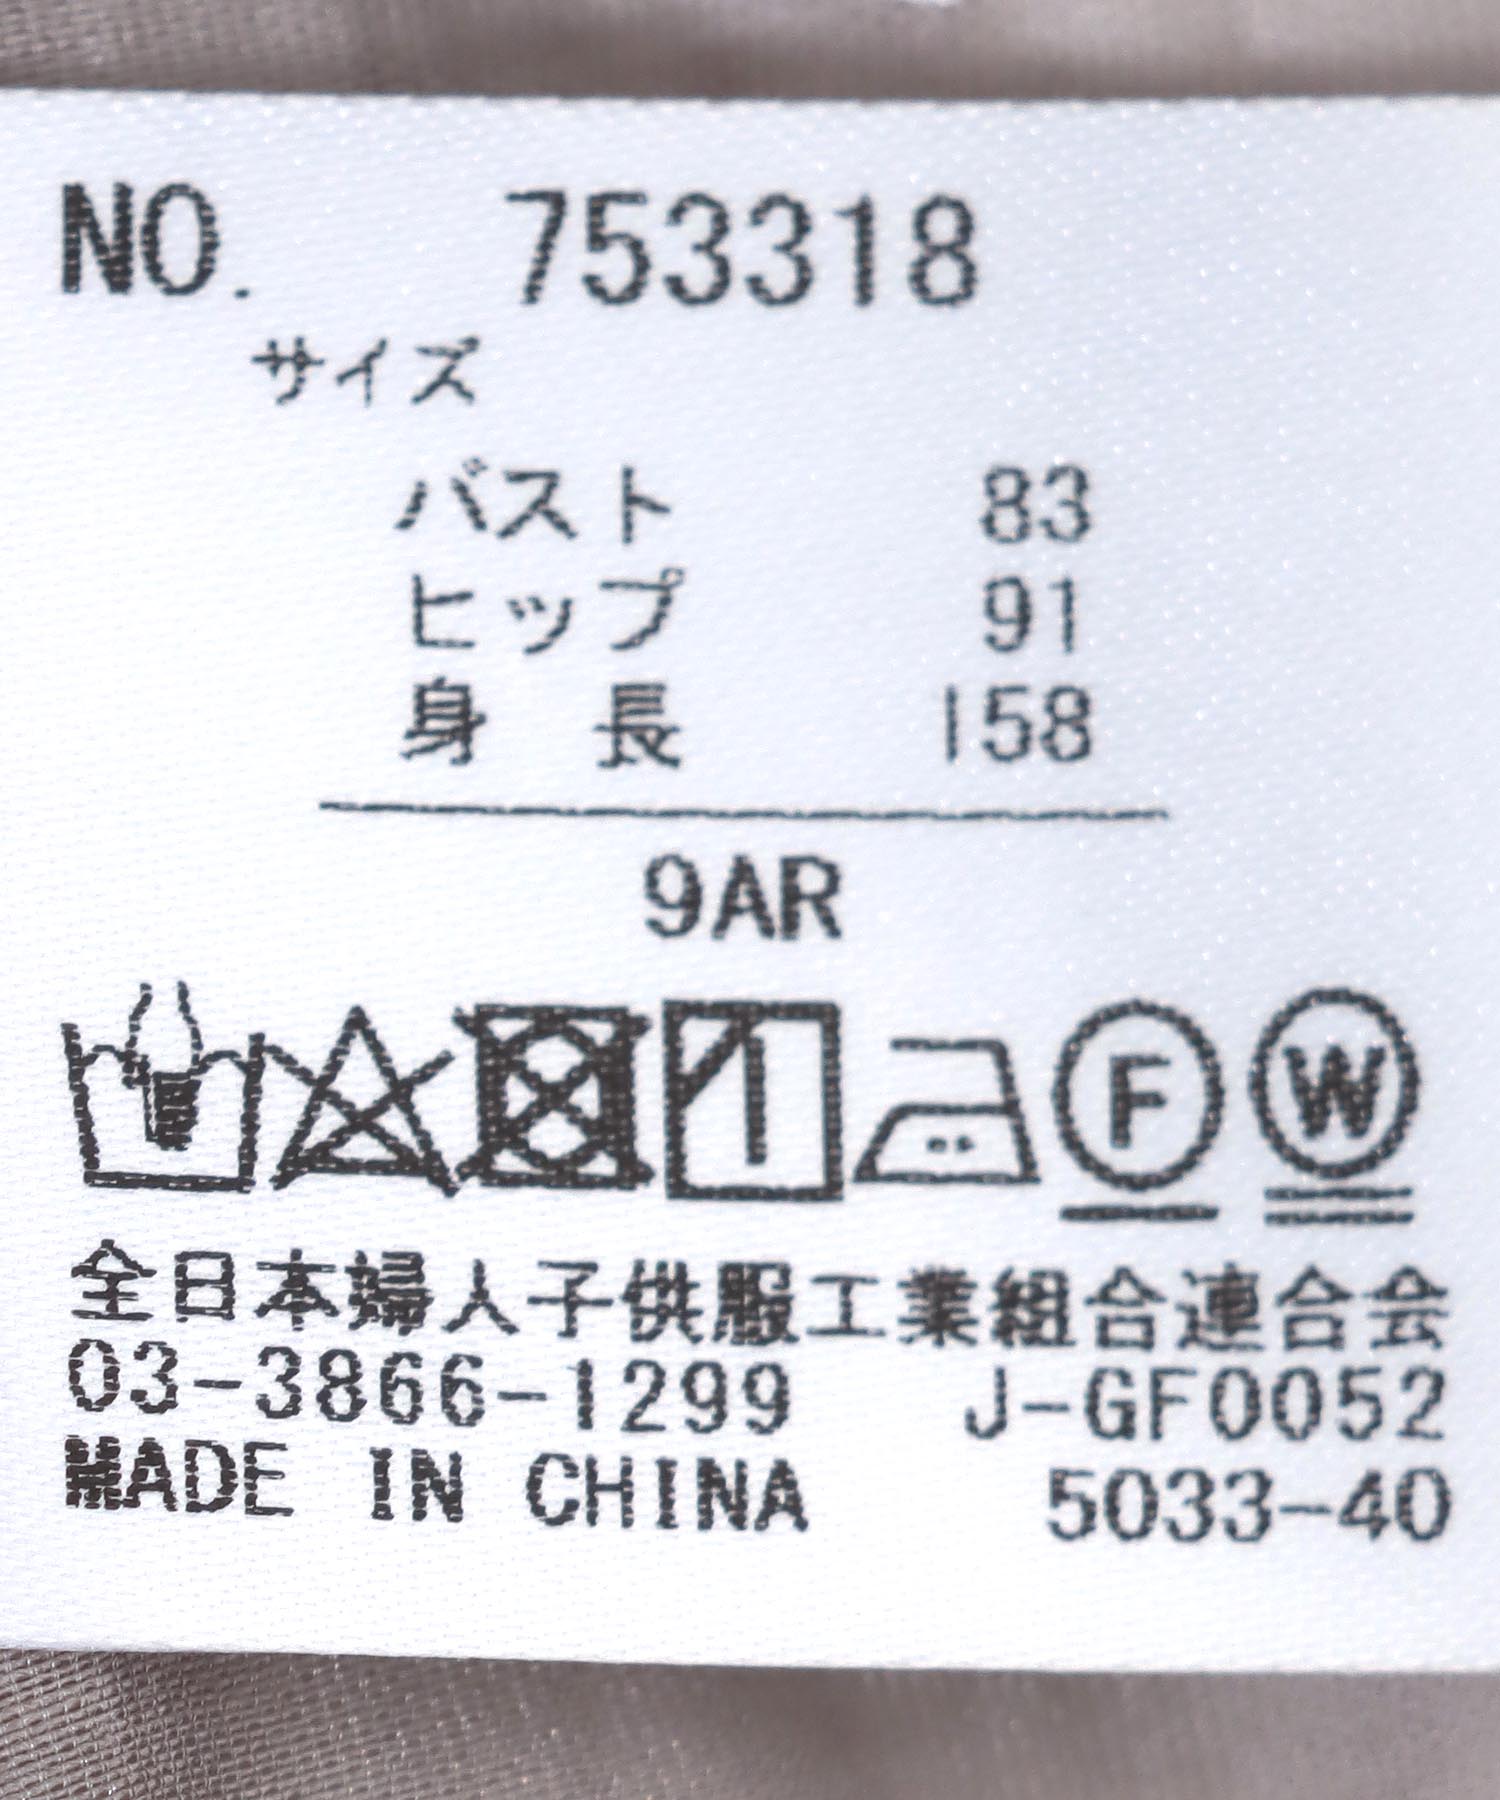 NO. 753318
サイズ
バスト 83
ヒップ 91
身長 158
9AR
F W
全日本婦人子供服工業組合連合会
03-3866-1299 J-GF0052
MADE IN CHINA 5033-40